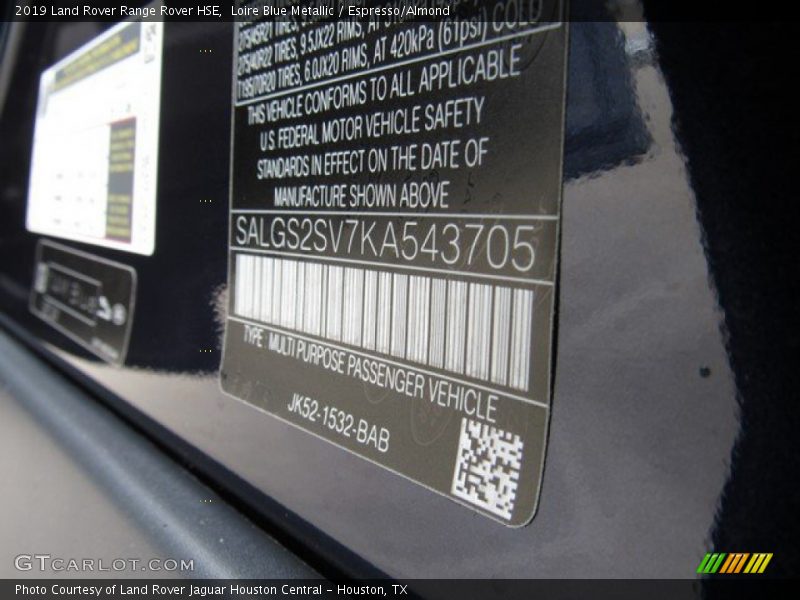 2019 Land Rover Range Rover HSE, Loire Blue Metallic / Espresso/Almond
TIRES, 9.5JX22 RIMS, AT 420kPa (61psi) COLD
T195/70R20 TIRES, 6.0JX20 RIMS, AT 420kPa (61psi) COLD
THIS VEHICLE CONFORMS TO ALL APPLICABLE
U.S. FEDERAL MOTOR VEHICLE SAFETY
STANDARDS IN EFFECT ON THE DATE OF
MANUFACTURE SHOWN ABOVE
SALGS2SV7KA543705
TYPE MULTI PURPOSE PASSENGER VEHICLE
JK52-1532-BAB
GTCARLOT.COM
Photo Courtesy of Land Rover Jaguar Houston Central - Houston, TX